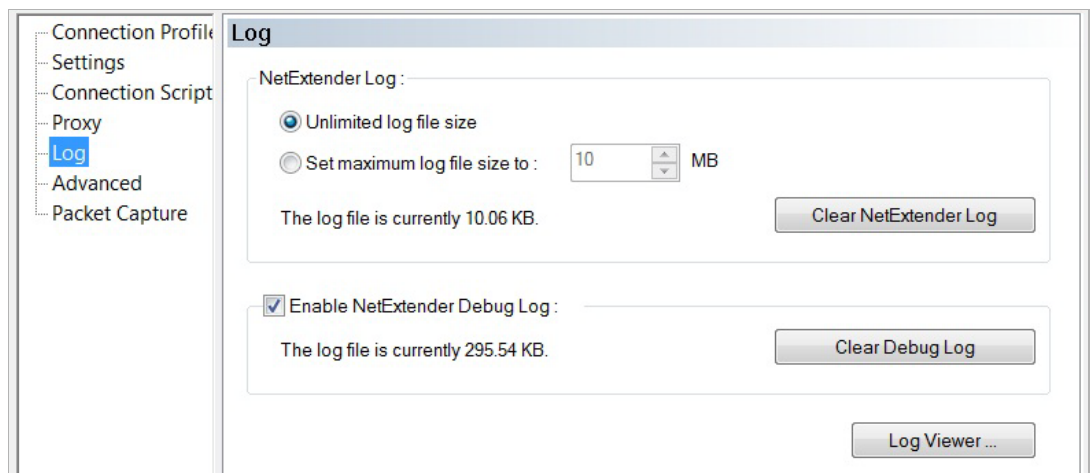 Connection Profile
Settings
Connection Script
Proxy
Log
Advanced
Packet Capture
Log
NetExtender Log :
Unlimited log file size
Set maximum log file size to : 10 MB
The log file is currently 10.06 KB.
Clear NetExtender Log
Enable NetExtender Debug Log :
The log file is currently 295.54 KB.
Clear Debug Log
Log Viewer ...